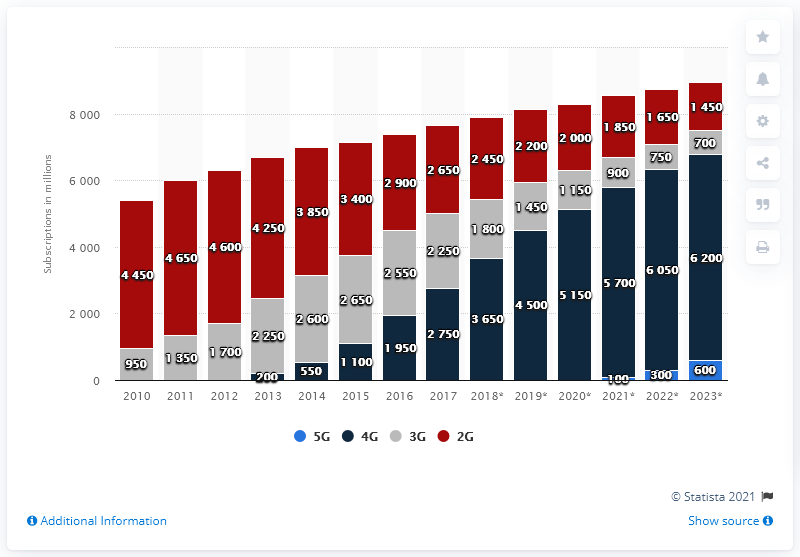 Subscriptions in millions
8 000
6 000
4 000
2 000
0
4 450 4 650 4 600 4 250 3 850 3 400 2 900 2 650 2 450 2 200 2 000 1 850 1 650 1 450
950 1 350 1 700 2 250 2 600 2 650 2 550 2 250 1 800 1 450 1 150 900 750 700
200 550 1 100 1 950 2 750 3 650 4 500 5 150 5 700 6 050 6 200
100 300 600
2010 2011 2012 2013 2014 2015 2016 2017 2018* 2019* 2020* 2021* 2022* 2023*
5G 4G 3G 2G
© Statista 2021
Additional Information
Show source